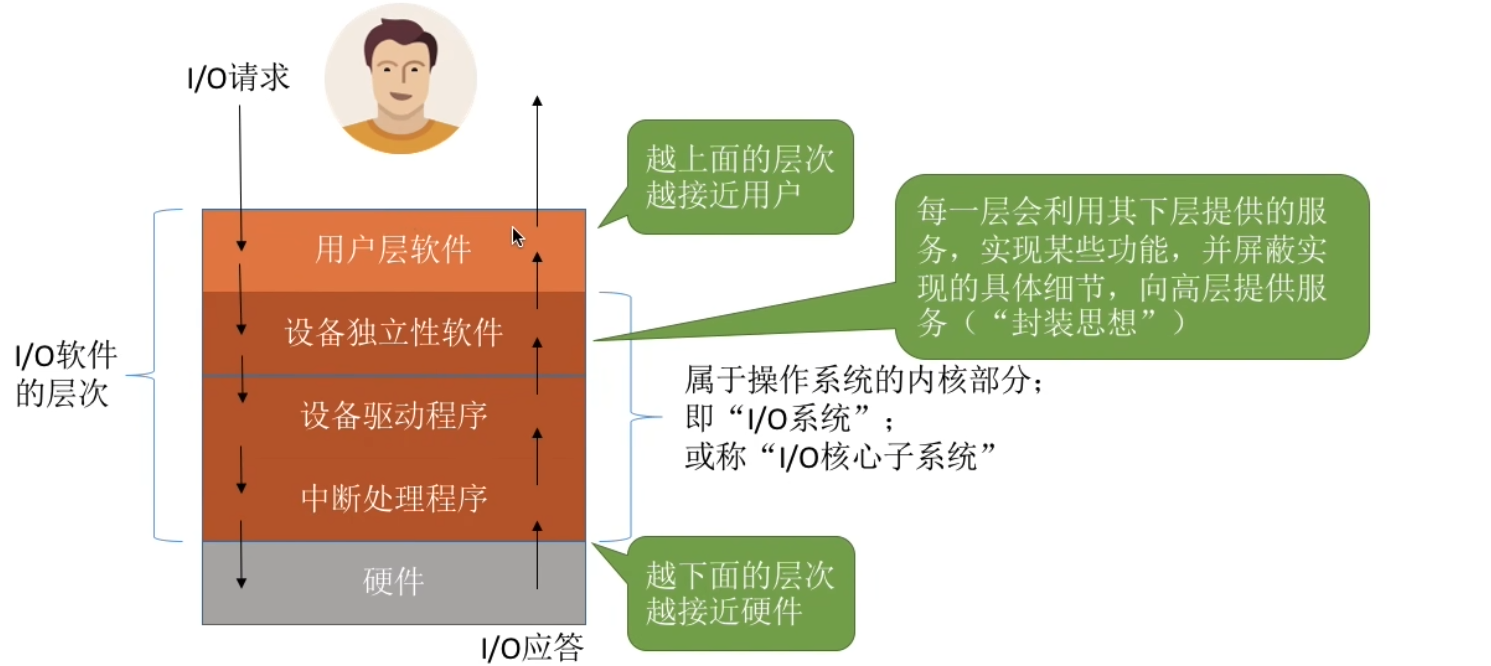 I/O请求
越上面的层次
越接近用户
每一层会利用其下层提供的服
务，实现某些功能，并屏蔽实
现的具体细节，向高层提供服
务（“封装思想”）
用户层软件
设备独立性软件
I/O软件
的层次
属于操作系统的内核部分；
即“I/O系统”；
或称“I/O核心子系统”
设备驱动程序
中断处理程序
硬件
越下面的层次
越接近硬件
I/O应答